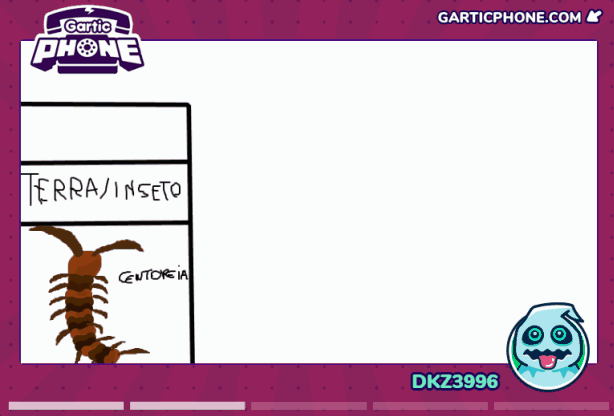 Gartic
PHONE
GARTICPHONE.COM
TERRA/INSETO
CENTOPEIA
DKZ3996